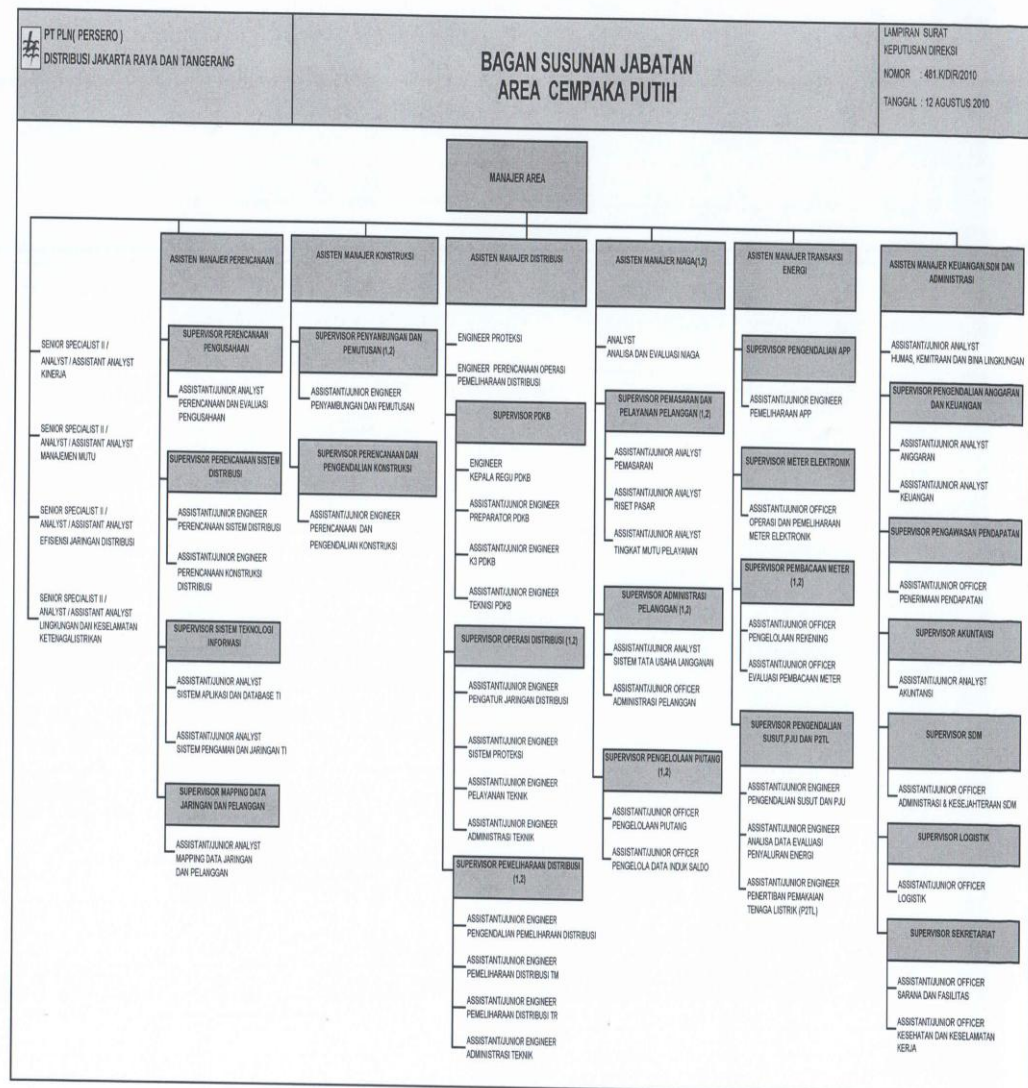 PT PLN( PERSERO )
DISTRIBUSI JAKARTA RAYA DAN TANGERANG
BAGAN SUSUNAN JABATAN
AREA CEMPAKA PUTIH
LAMPIRAN SURAT
KEPUTUSAN DIREKSI
NOMOR : 481.K/DIR/2010
TANGGAL : 12 AGUSTUS 2010
MANAJER AREA
SENIOR SPECIALIST II /
ANALYST / ASSISTANT ANALYST
KINERJA
SENIOR SPECIALIST II /
ANALYST / ASSISTANT ANALYST
MANAJEMEN MUTU
SENIOR SPECIALIST II /
ANALYST / ASSISTANT ANALYST
EFISIENSI JARINGAN DISTRIBUSI
SENIOR SPECIALIST II /
ANALYST / ASSISTANT ANALYST
LINGKUNGAN DAN KESELAMATAN
KETENAGALISTRIKAN
ASISTEN MANAJER PERENCANAAN
SUPERVISOR PERENCANAAN
PENGUSAHAAN
ASSISTANT/JUNIOR ANALYST
PERENCANAAN DAN EVALUASI
PENGUSAHAAN
SUPERVISOR PERENCANAAN SISTEM
DISTRIBUSI
ASSISTANT/JUNIOR ENGINEER
PERENCANAAN SISTEM DISTRIBUSI
ASSISTANT/JUNIOR ENGINEER
PERENCANAAN KONSTRUKSI
DISTRIBUSI
SUPERVISOR SISTEM TEKNOLOGI
INFORMASI
ASSISTANT/JUNIOR ANALYST
SISTEM APLIKASI DAN DATABASE TI
ASSISTANT/JUNIOR ANALYST
SISTEM PENGAMAN DAN JARINGAN TI
SUPERVISOR MAPPING DATA
JARINGAN DAN PELANGGAN
ASSISTANT/JUNIOR ANALYST
MAPPING DATA JARINGAN
DAN PELANGGAN
ASISTEN MANAJER KONSTRUKSI
SUPERVISOR PENYAMBUNGAN DAN
PEMUTUSAN (1,2)
ASSISTANT/JUNIOR ENGINEER
PENYAMBUNGAN DAN PEMUTUSAN
SUPERVISOR PERENCANAAN DAN
PENGENDALIAN KONSTRUKSI
ASSISTANT/JUNIOR ENGINEER
PERENCANAAN DAN
PENGENDALIAN KONSTRUKSI
ASISTEN MANAJER DISTRIBUSI
ENGINEER PROTEKSI
ENGINEER PERENCANAAN OPERASI
PEMELIHARAAN DISTRIBUSI
SUPERVISOR PDKB
ENGINEER
KEPALA REGU PDKB
ASSISTANT/JUNIOR ENGINEER
PREPARATOR PDKB
ASSISTANT/JUNIOR ENGINEER
K3 PDKB
ASSISTANT/JUNIOR ENGINEER
TEKNISI PDKB
SUPERVISOR OPERASI DISTRIBUSI (1,2)
ASSISTANT/JUNIOR ENGINEER
PENGATUR JARINGAN DISTRIBUSI
ASSISTANT/JUNIOR ENGINEER
SISTEM PROTEKSI
ASSISTANT/JUNIOR ENGINEER
PELAYANAN TEKNIK
ASSISTANT/JUNIOR ENGINEER
ADMINISTRASI TEKNIK
SUPERVISOR PEMELIHARAAN DISTRIBUSI
(1,2)
ASSISTANT/JUNIOR ENGINEER
PENGENDALIAN PEMELIHARAAN DISTRIBUSI
ASSISTANT/JUNIOR ENGINEER
PEMELIHARAAN DISTRIBUSI TM
ASSISTANT/JUNIOR ENGINEER
PEMELIHARAAN DISTRIBUSI TR
ASSISTANT/JUNIOR ENGINEER
ADMINISTRASI TEKNIK
ASISTEN MANAJER NIAGA(1,2)
ANALYST
ANALISA DAN EVALUASI NIAGA
SUPERVISOR PEMASARAN DAN
PELAYANAN PELANGGAN (1,2)
ASSISTANT/JUNIOR ANALYST
PEMASARAN
ASSISTANT/JUNIOR ANALYST
RISET PASAR
ASSISTANT/JUNIOR ANALYST
TINGKAT MUTU PELAYANAN
SUPERVISOR ADMINISTRASI
PELANGGAN (1,2)
ASSISTANT/JUNIOR ANALYST
SISTEM TATA USAHA LANGGANAN
ASSISTANT/JUNIOR OFFICER
ADMINISTRASI PELANGGAN
SUPERVISOR PENGELOLAAN PIUTANG
(1,2)
ASSISTANT/JUNIOR OFFICER
PENGELOLAAN PIUTANG
ASSISTANT/JUNIOR OFFICER
PENGELOLA DATA INDUK SALDO
ASISTEN MANAJER TRANSAKSI
ENERGI
SUPERVISOR PENGENDALIAN APP
ASSISTANT/JUNIOR ENGINEER
PEMELIHARAAN APP
SUPERVISOR METER ELEKTRONIK
ASSISTANT/JUNIOR OFFICER
OPERASI DAN PEMELIHARAAN
METER ELEKTRONIK
SUPERVISOR PEMBACAAN METER
(1,2)
ASSISTANT/JUNIOR OFFICER
PENGELOLAAN REKENING
ASSISTANT/JUNIOR OFFICER
EVALUASI PEMBACAAN METER
SUPERVISOR PENGENDALIAN
SUSUT,PJU DAN P2TL
ASSISTANT/JUNIOR ENGINEER
PENGENDALIAN SUSUT DAN PJU
ASSISTANT/JUNIOR ENGINEER
ANALISA DATA EVALUASI
PENYALURAN ENERGI
ASSISTANT/JUNIOR ENGINEER
PENERTIBAN PEMAKAIAN
TENAGA LISTRIK (P2TL)
ASISTEN MANAJER KEUANGAN,SDM DAN
ADMINISTRASI
ASSISTANT/JUNIOR ANALYST
HUMAS, KEMITRAAN DAN BINA LINGKUNGAN
SUPERVISOR PENGENDALIAN ANGGARAN
DAN KEUANGAN
ASSISTANT/JUNIOR ANALYST
ANGGARAN
ASSISTANT/JUNIOR ANALYST
KEUANGAN
SUPERVISOR PENGAWASAN PENDAPATAN
ASSISTANT/JUNIOR OFFICER
PENERIMAAN PENDAPATAN
SUPERVISOR AKUNTANSI
ASSISTANT/JUNIOR ANALYST
AKUNTANSI
SUPERVISOR SDM
ASSISTANT/JUNIOR OFFICER
ADMINISTRASI & KESEJAHTERAAN SDM
SUPERVISOR LOGISTIK
ASSISTANT/JUNIOR OFFICER
LOGISTIK
SUPERVISOR SEKRETARIAT
ASSISTANT/JUNIOR OFFICER
SARANA DAN FASILITAS
ASSISTANT/JUNIOR OFFICER
KESEHATAN DAN KESELAMATAN
KERJA